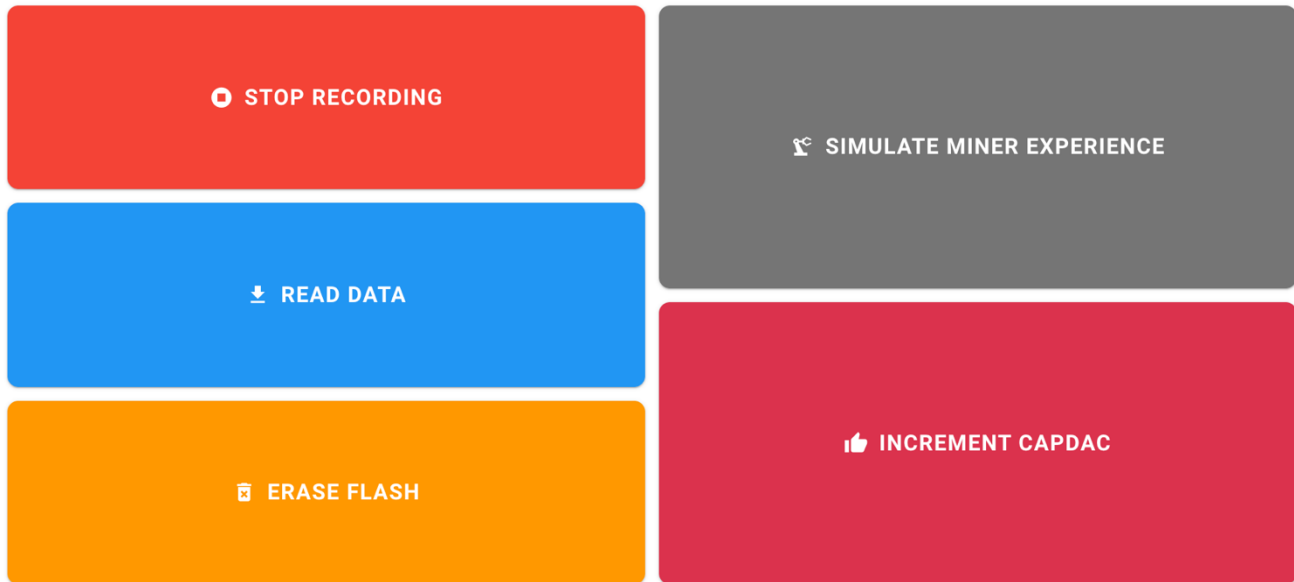 STOP RECORDING
READ DATA
ERASE FLASH
SIMULATE MINER EXPERIENCE
INCREMENT CAPDAC